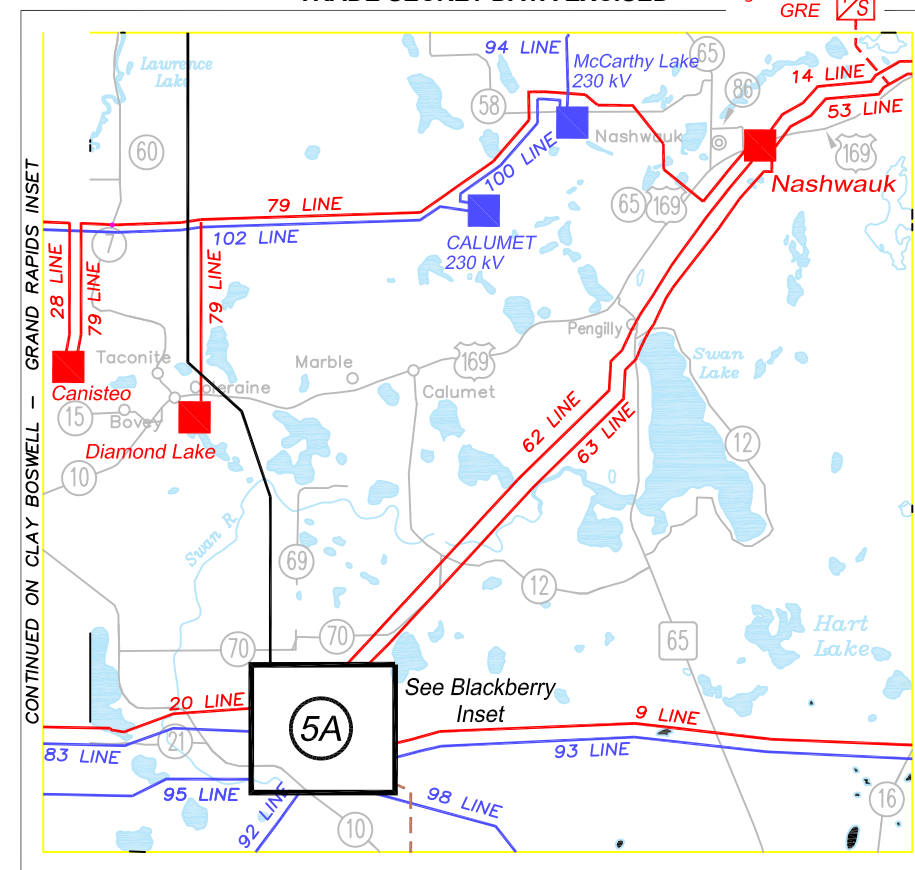 GRE
P/S
94 LINE
McCarthy Lake
230 kV
65
14 LINE
53 LINE
86
58
Nashwauk
169
Nashwauk
Lawrence
Lake
60
100 LINE
65
169
79 LINE
102 LINE
CALUMET
230 kV
7
28 LINE
79 LINE
79 LINE
CONTINUED ON CLAY BOSWELL - GRAND RAPIDS INSET
Pengilly
Swan
Lake
Taconite
Marble
169
Canisteo
Coleraine
Calumet
15
Bovey
Diamond Lake
62 LINE
63 LINE
12
10
Swan R.
69
12
70
70
65
Hart
Lake
See Blackberry
Inset
5A
20 LINE
9 LINE
21
83 LINE
93 LINE
95 LINE
92 LINE
98 LINE
10
16